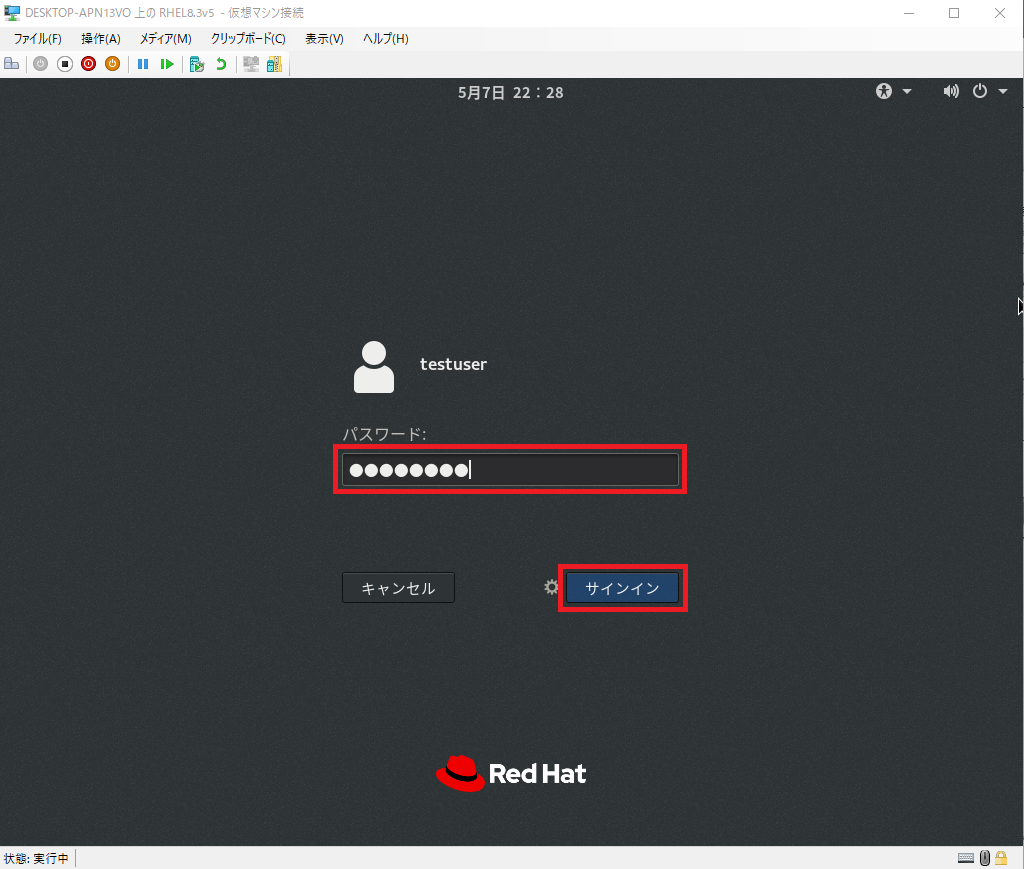 DESKTOP-APN13VO 上の RHEL8.3v5 - 仮想マシン接続
ファイル(F) 操作(A) メディア(M) クリップボード(C) 表示(V) ヘルプ(H)
5月7日 22：28
testuser
パスワード:
キャンセル サインイン
Red Hat
状態: 実行中